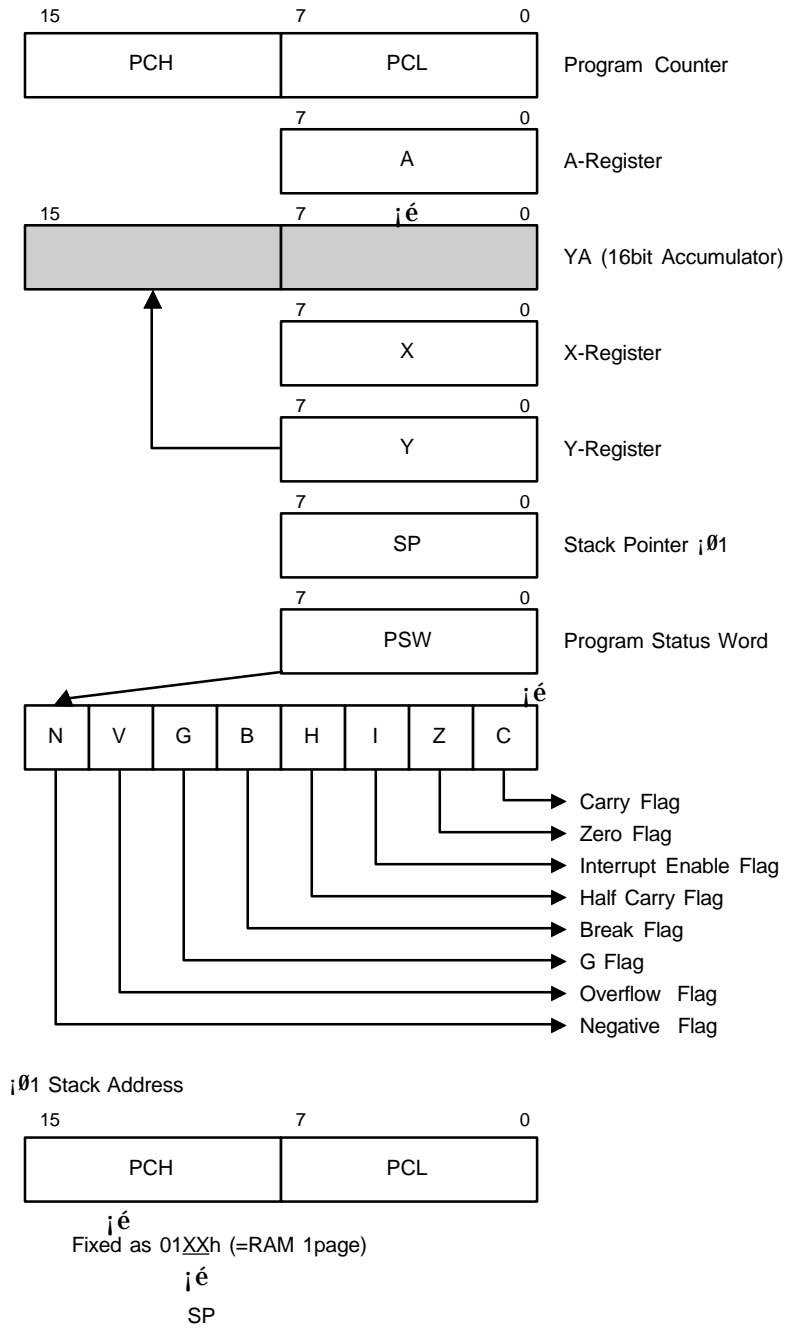 15 7 0
PCH PCL Program Counter
7 0
A A-Register
¡é
15 7 0
YA (16bit Accumulator)
7 0
X X-Register
7 0
Y Y-Register
7 0
SP Stack Pointer ¡Ø1
7 0
PSW Program Status Word
¡é
N V G B H I Z C
Carry Flag
Zero Flag
Interrupt Enable Flag
Half Carry Flag
Break Flag
G Flag
Overflow Flag
Negative Flag
¡Ø1 Stack Address
15 7 0
PCH PCL
¡é
Fixed as 01XXh (=RAM 1page)
¡é
SP